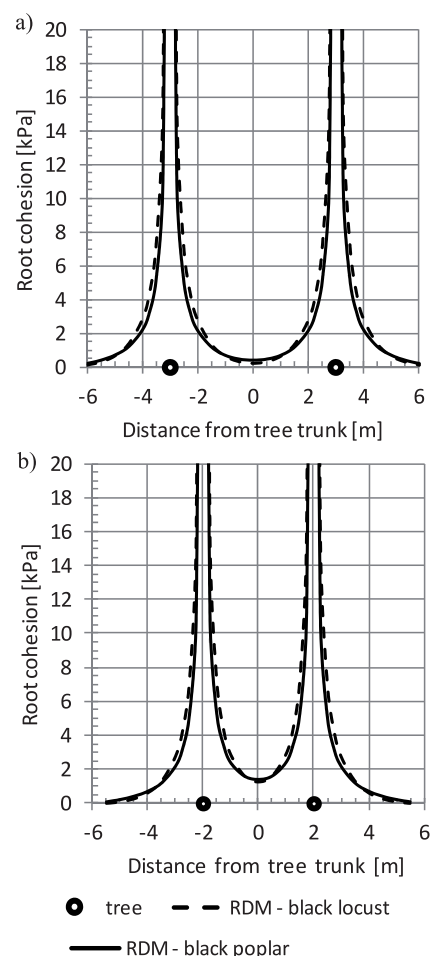 a)
20
18
16
14
12
10
8
6
4
2
0
Root cohesion [kPa]
-6 -4 -2 0 2 4 6
Distance from tree trunk [m]
b)
20
18
16
14
12
10
8
6
4
2
0
Root cohesion [kPa]
-6 -4 -2 0 2 4 6
Distance from tree trunk [m]
tree RDM - black locust
RDM - black poplar